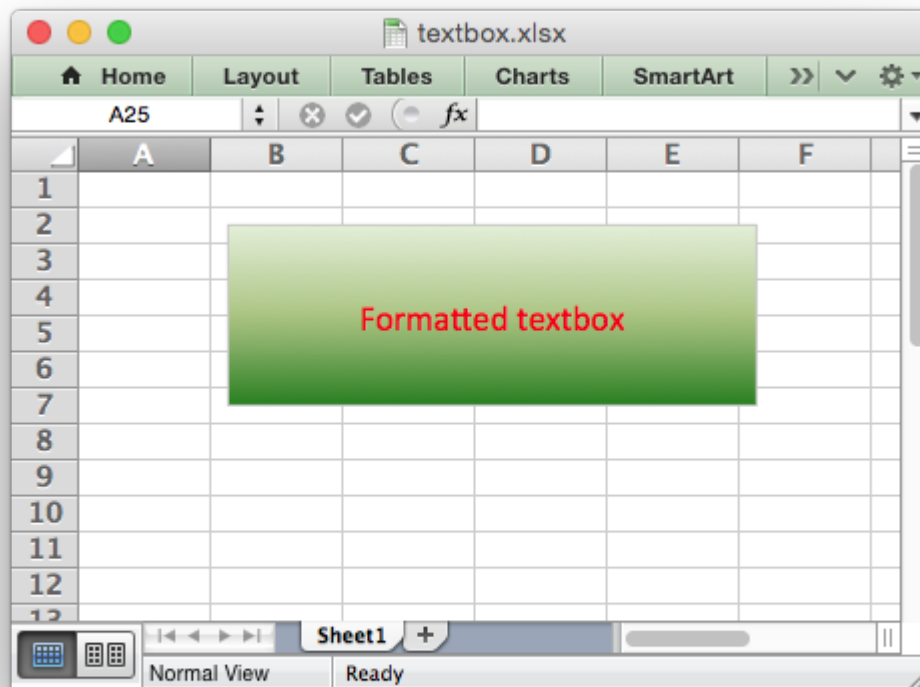 textbox.xlsx
Home Layout Tables Charts SmartArt
A25 fx
A B C D E F
1
2
3
4
Formatted textbox
5
6
7
8
9
10
11
12
13
Sheet1 +
Normal View Ready